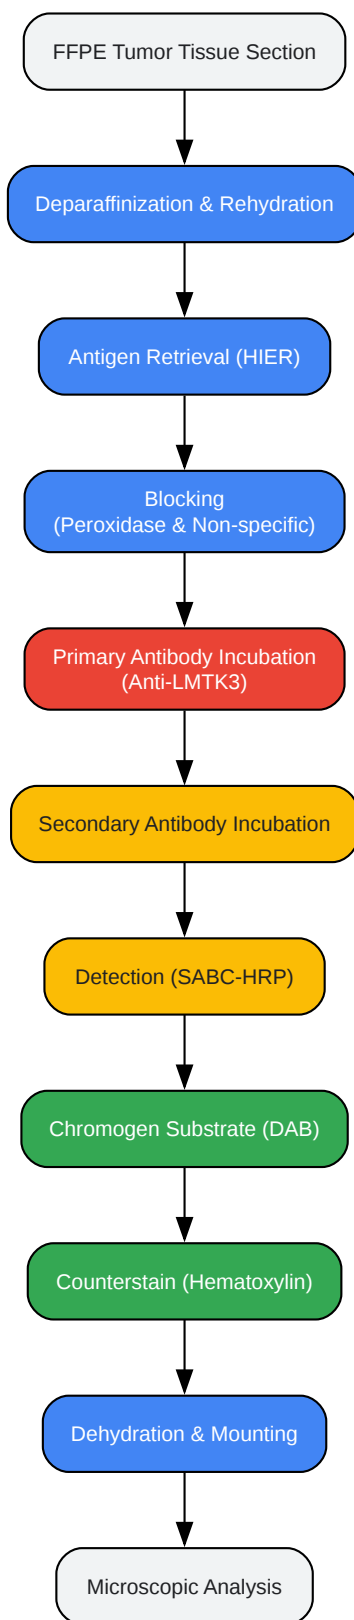 FFPE Tumor Tissue Section
Deparaffinization & Rehydration
Antigen Retrieval (HIER)
Blocking
(Peroxidase & Non-specific)
Primary Antibody Incubation
(Anti-LMTK3)
Secondary Antibody Incubation
Detection (SABC-HRP)
Chromogen Substrate (DAB)
Counterstain (Hematoxylin)
Dehydration & Mounting
Microscopic Analysis